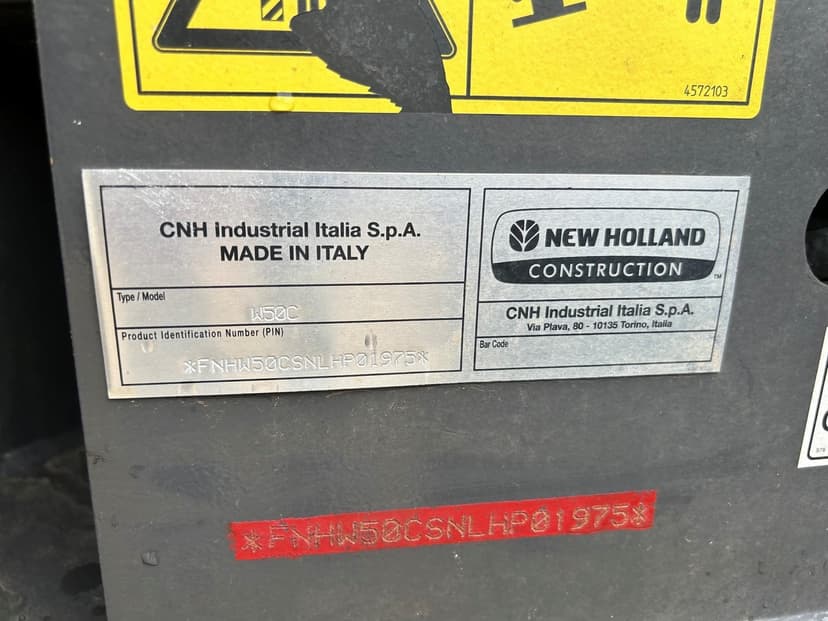 4572103
CNH Industrial Italia S.p.A.
MADE IN ITALY
Type / Model
W50C
Product Identification Number (PIN)
*FNHW50CSNLHP01975*
NEW HOLLAND
CONSTRUCTION
TM
CNH Industrial Italia S.p.A.
Via Plava, 80 - 10135 Torino, Italia
Bar Code
*FNHW50CSNLHP01975*